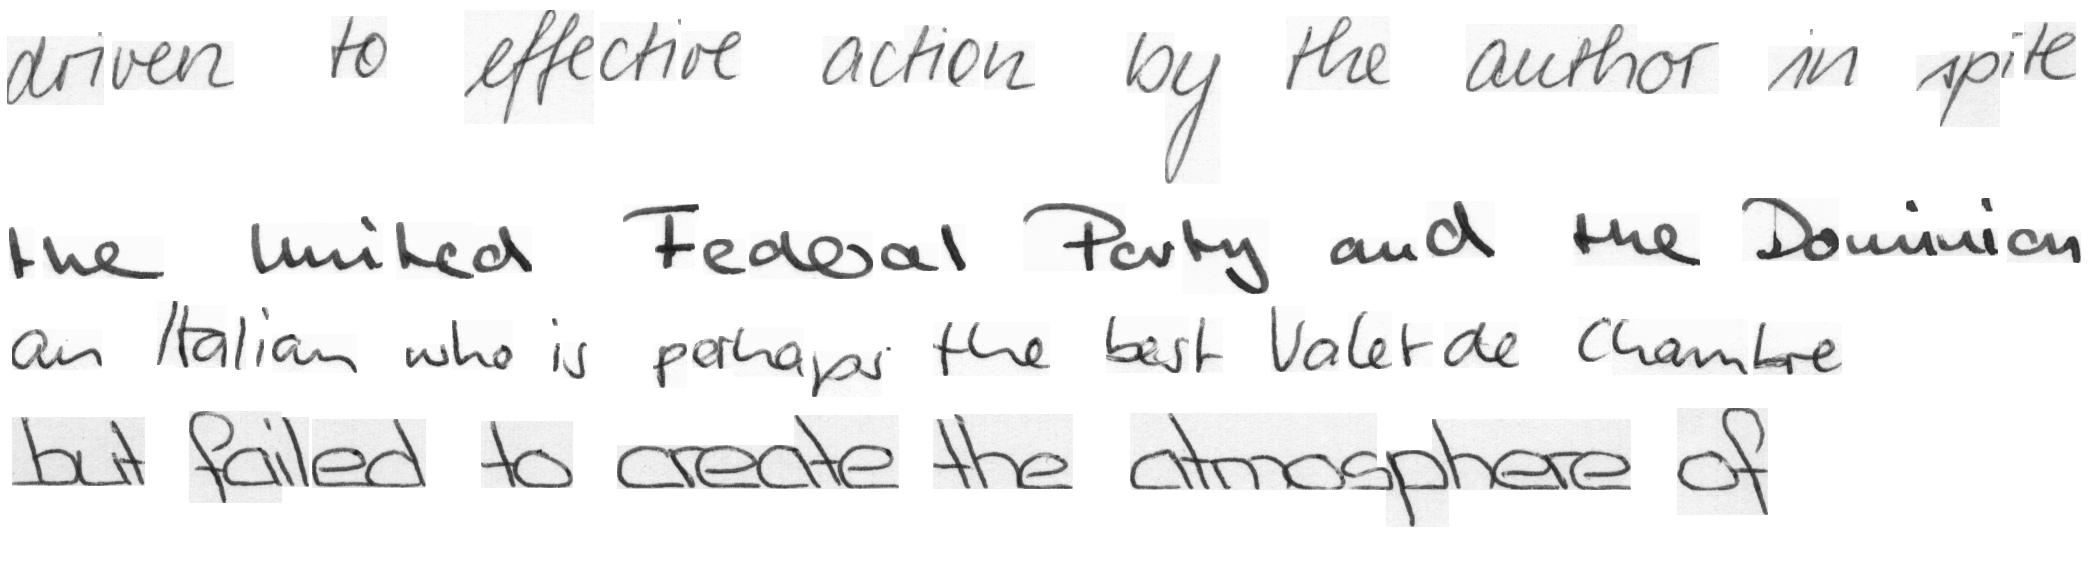 driven to effective action by the author in spite
the United Federal Party and the Dominion
an Italian who is perhaps the best Valet de Chambre
but failed to create the atmosphere of